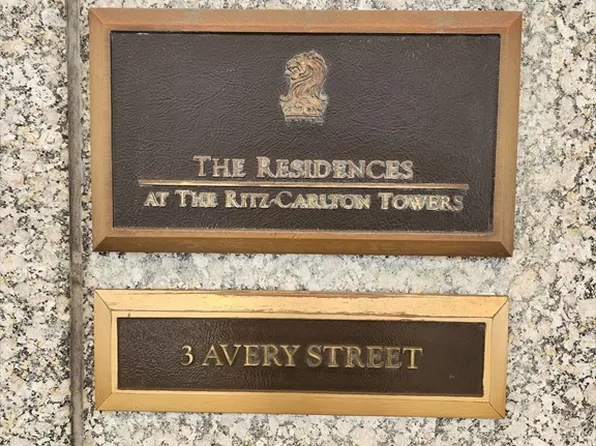 THE RESIDENCES
AT THE RITZ-CARLTON TOWERS
3 AVERY STREET